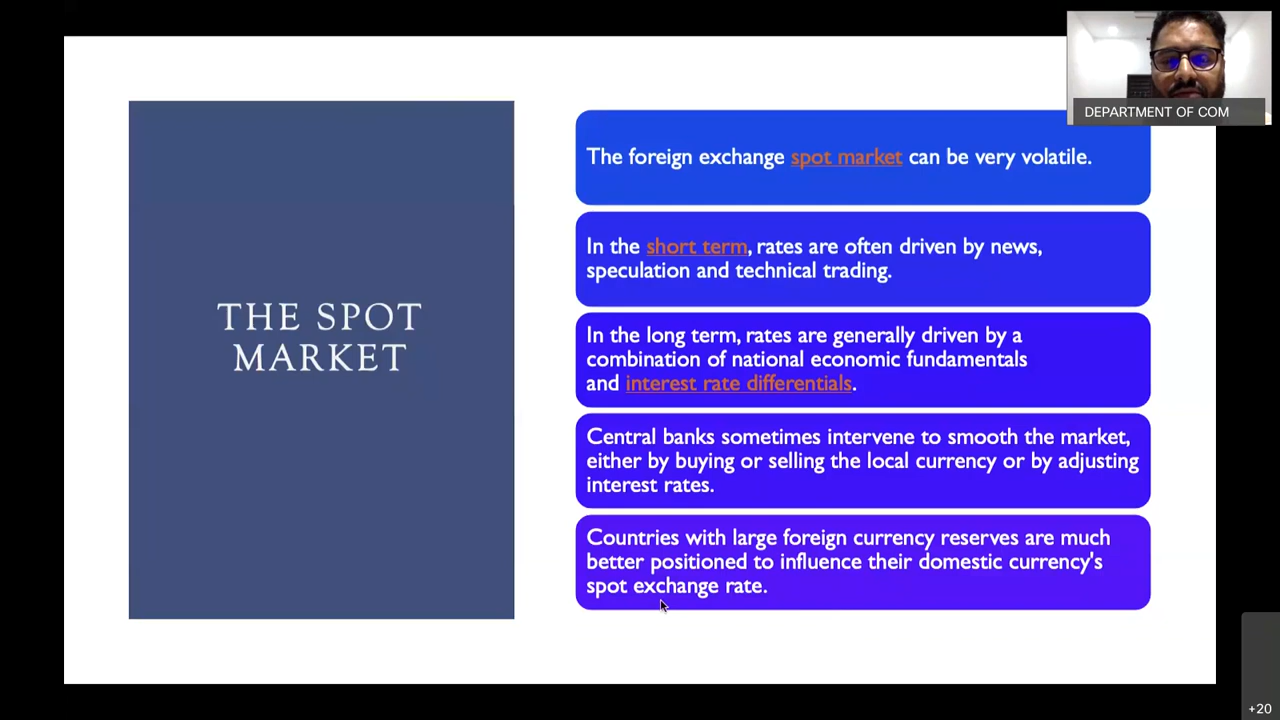 DEPARTMENT OF COM
THE SPOT
MARKET
The foreign exchange spot market can be very volatile.
In the short term, rates are often driven by news,
speculation and technical trading.
In the long term, rates are generally driven by a
combination of national economic fundamentals
and interest rate differentials.
Central banks sometimes intervene to smooth the market,
either by buying or selling the local currency or by adjusting
interest rates.
Countries with large foreign currency reserves are much
better positioned to influence their domestic currency's
spot exchange rate.
+20